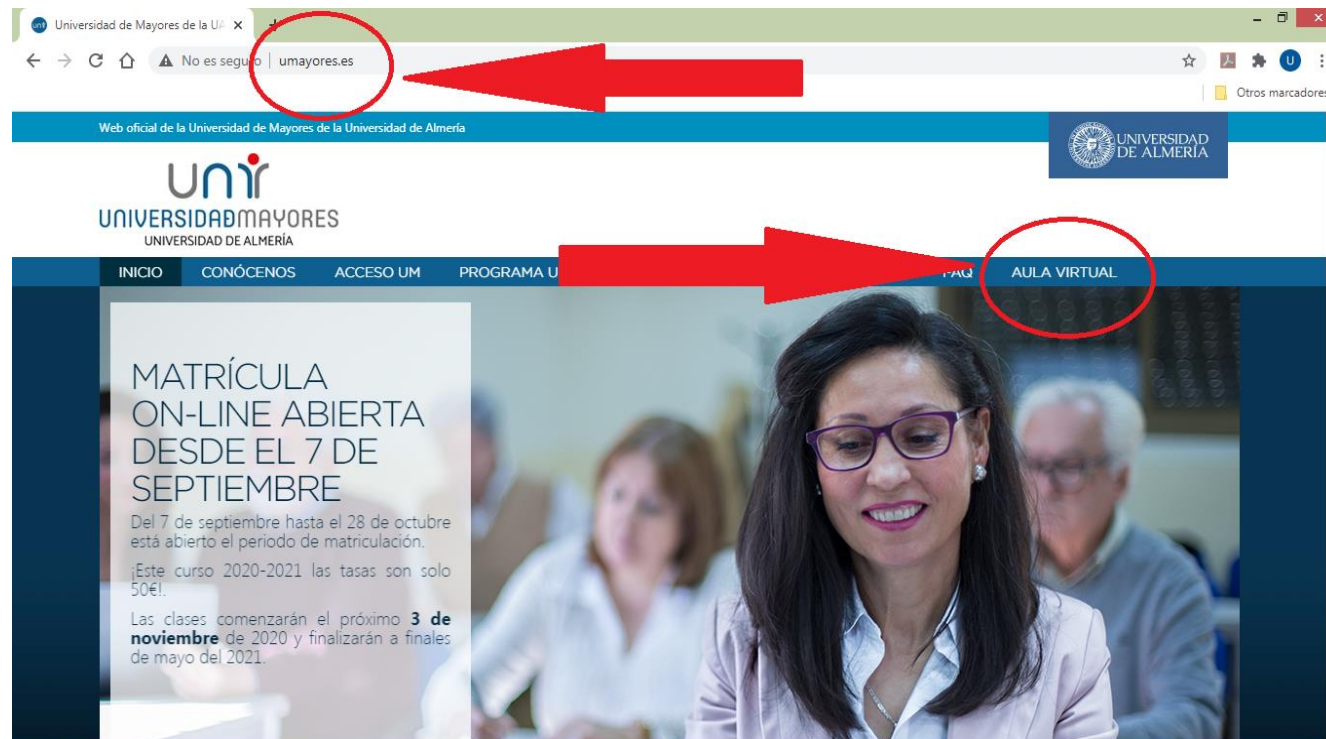 Universidad de Mayores de la UA
No es seguro | umayores.es
Otros marcadores
Web oficial de la Universidad de Mayores de la Universidad de Almería
UNIVERSIDAD
DE ALMERÍA
UNIVERSIDADMAYORES
UNIVERSIDAD DE ALMERÍA
INICIO CONÓCENOS ACCESO UM PROGRAMA U FAQ AULA VIRTUAL
MATRÍCULA
ON-LINE ABIERTA
DESDE EL 7 DE
SEPTIEMBRE
Del 7 de septiembre hasta el 28 de octubre
está abierto el periodo de matriculación.
¡Este curso 2020-2021 las tasas son solo
50€!.
Las clases comenzarán el próximo 3 de
noviembre de 2020 y finalizarán a finales
de mayo del 2021.